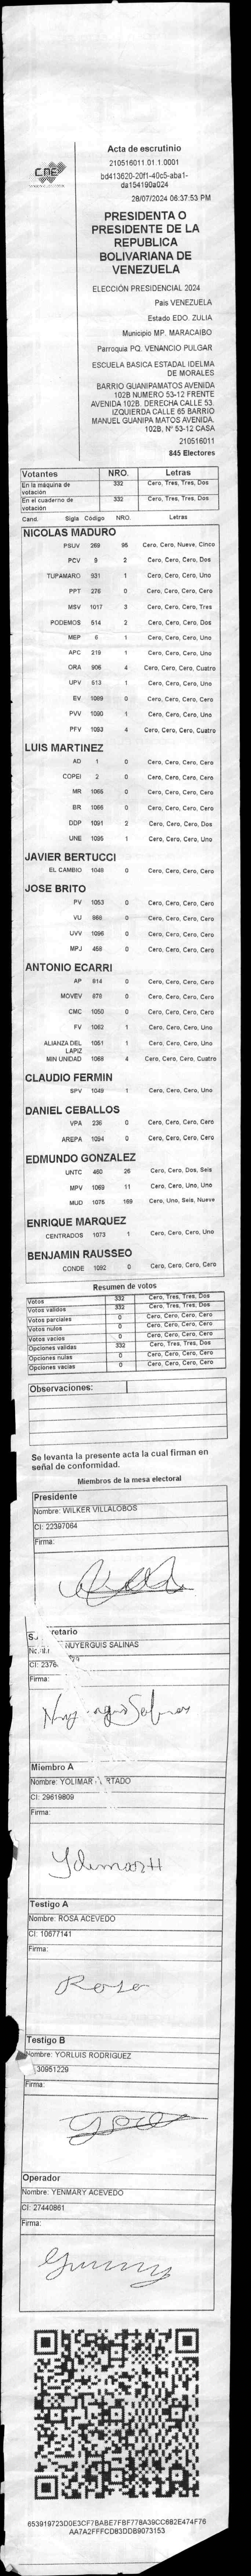 CNE
Acta de escrutinio
210516011.01.1.0001
bd413620-20f1-40c5-aba1-
da154190a024
28/07/2024 06:37:53 PM
PRESIDENTA O
PRESIDENTE DE LA
REPUBLICA
BOLIVARIANA DE
VENEZUELA
ELECCIÓN PRESIDENCIAL 2024
Pais VENEZUELA
Estado EDO. ZULIA
Municipio MP. MARACAIBO
Parroquia PQ. VENANCIO PULGAR
ESCUELA BASICA ESTADAL IDELMA
DE MORALES
BARRIO GUANIPAMATOS AVENIDA
102B NUMERO 53-12 FRENTE
AVENIDA 102B. DERECHA CALLE 53.
IZQUIERDA CALLE 65 BARRIO
MANUEL GUANIPA MATOS AVENIDA.
102B, Nº 53-12 CASA
210516011
845 Electores
Votantes NRO. Letras
En la maquina de votación 332 Cero, Tres, Tres, Dos
En el cuaderno de votación 332 Cero, Tres, Tres, Dos
Cand. Sigla Código NRO. Letras
NICOLAS MADURO
PSUV 269 95 Cero, Cero, Nueve, Cinco
PCV 9 2 Cero, Cero, Cero, Dos
TUPAMARO 931 1 Cero, Cero, Cero, Uno
PPT 278 0 Cero, Cero, Cero, Cero
MSV 1017 3 Cero, Cero, Cero, Tres
PODEMOS 514 2 Cero, Cero, Cero, Dos
MEP 6 1 Cero, Cero, Cero, Uno
APC 219 1 Cero, Cero, Cero, Uno
ORA 906 4 Cero, Cero, Cero, Cuatro
UPV 613 1 Cero, Cero, Cero, Uno
EV 1089 0 Cero, Cero, Cero, Cero
PVV 1090 1 Cero, Cero, Cero, Uno
PFV 1093 4 Cero, Cero, Cero, Cuatro
LUIS MARTINEZ
AD 1 0 Cero, Cero, Cero, Cero
COPEI 2 0 Cero, Cero, Cero, Cero
MR 1065 0 Cero, Cero, Cero, Cero
BR 1066 0 Cero, Cero, Cero, Cero
DDP 1091 2 Cero, Cero, Cero, Dos
UNE 1095 1 Cero, Cero, Cero, Uno
JAVIER BERTUCCI
EL CAMBIO 1048 0 Cero, Cero, Cero, Cero
JOSE BRITO
PV 1053 0 Cero, Cero, Cero, Cero
VU 968 0 Cero, Cero, Cero, Cero
UVV 1096 0 Cero, Cero, Cero, Cero
MPJ 458 0 Cero, Cero, Cero, Cero
ANTONIO ECARRI
AP 814 0 Cero, Cero, Cero, Cero
MOVEV 878 0 Cero, Cero, Cero, Cero
CMC 1050 0 Cero, Cero, Cero, Cero
FV 1062 1 Cero, Cero, Cero, Uno
ALIANZA DEL LAPIZ 1051 1 Cero, Cero, Cero, Uno
MIN UNIDAD 1068 4 Cero, Cero, Cero, Cuatro
CLAUDIO FERMIN
SPV 1049 1 Cero, Cero, Cero, Uno
DANIEL CEBALLOS
VPA 236 0 Cero, Cero, Cero, Cero
AREPA 1094 0 Cero, Cero, Cero, Cero
EDMUNDO GONZALEZ
UNTC 460 26 Cero, Cero, Dos, Seis
MPV 1069 11 Cero, Cero, Uno, Uno
MUD 1075 169 Cero, Uno, Seis, Nueve
ENRIQUE MARQUEZ
CENTRADOS 1073 1 Cero, Cero, Cero, Uno
BENJAMIN RAUSSEO
CONDE 1092 0 Cero, Cero, Cero, Cero
Resumen de votos
Votos 332 Cero, Tres, Tres, Dos
Votos validos 332 Cero, Tres, Tres, Dos
Votos parciales 0 Cero, Cero, Cero, Cero
Votos nulos 0 Cero, Cero, Cero, Cero
Votos vacios 0 Cero, Cero, Cero, Cero
Opciones validas 332 Cero, Tres, Tres, Dos
Opciones nulas 0 Cero, Cero, Cero, Cero
Opciones vacias 0 Cero, Cero, Cero, Cero
Observaciones:
Se levanta la presente acta la cual firman en
señal de conformidad.
Miembros de la mesa electoral
Presidente
Nombre: WILKER VILLALOBOS
CI: 22397064
Firma:
retario
NUYERGUIS SALINAS
CI: 2376
Firma:
Miembro A
Nombre: YOLIMAR RTADO
CI: 29619809
Firma:
Testigo A
Nombre: ROSA ACEVEDO
CI: 10677141
Firma:
Rosa
Testigo B
Nombre: YORLUIS RODRIGUEZ
30951229
Firma:
Operador
Nombre: YENMARY ACEVEDO
CI: 27440861
Firma:
653919723D0E3CF7BABE7FBF778A39CC682E474F76
AA7A2FFFCD83DDB9073153